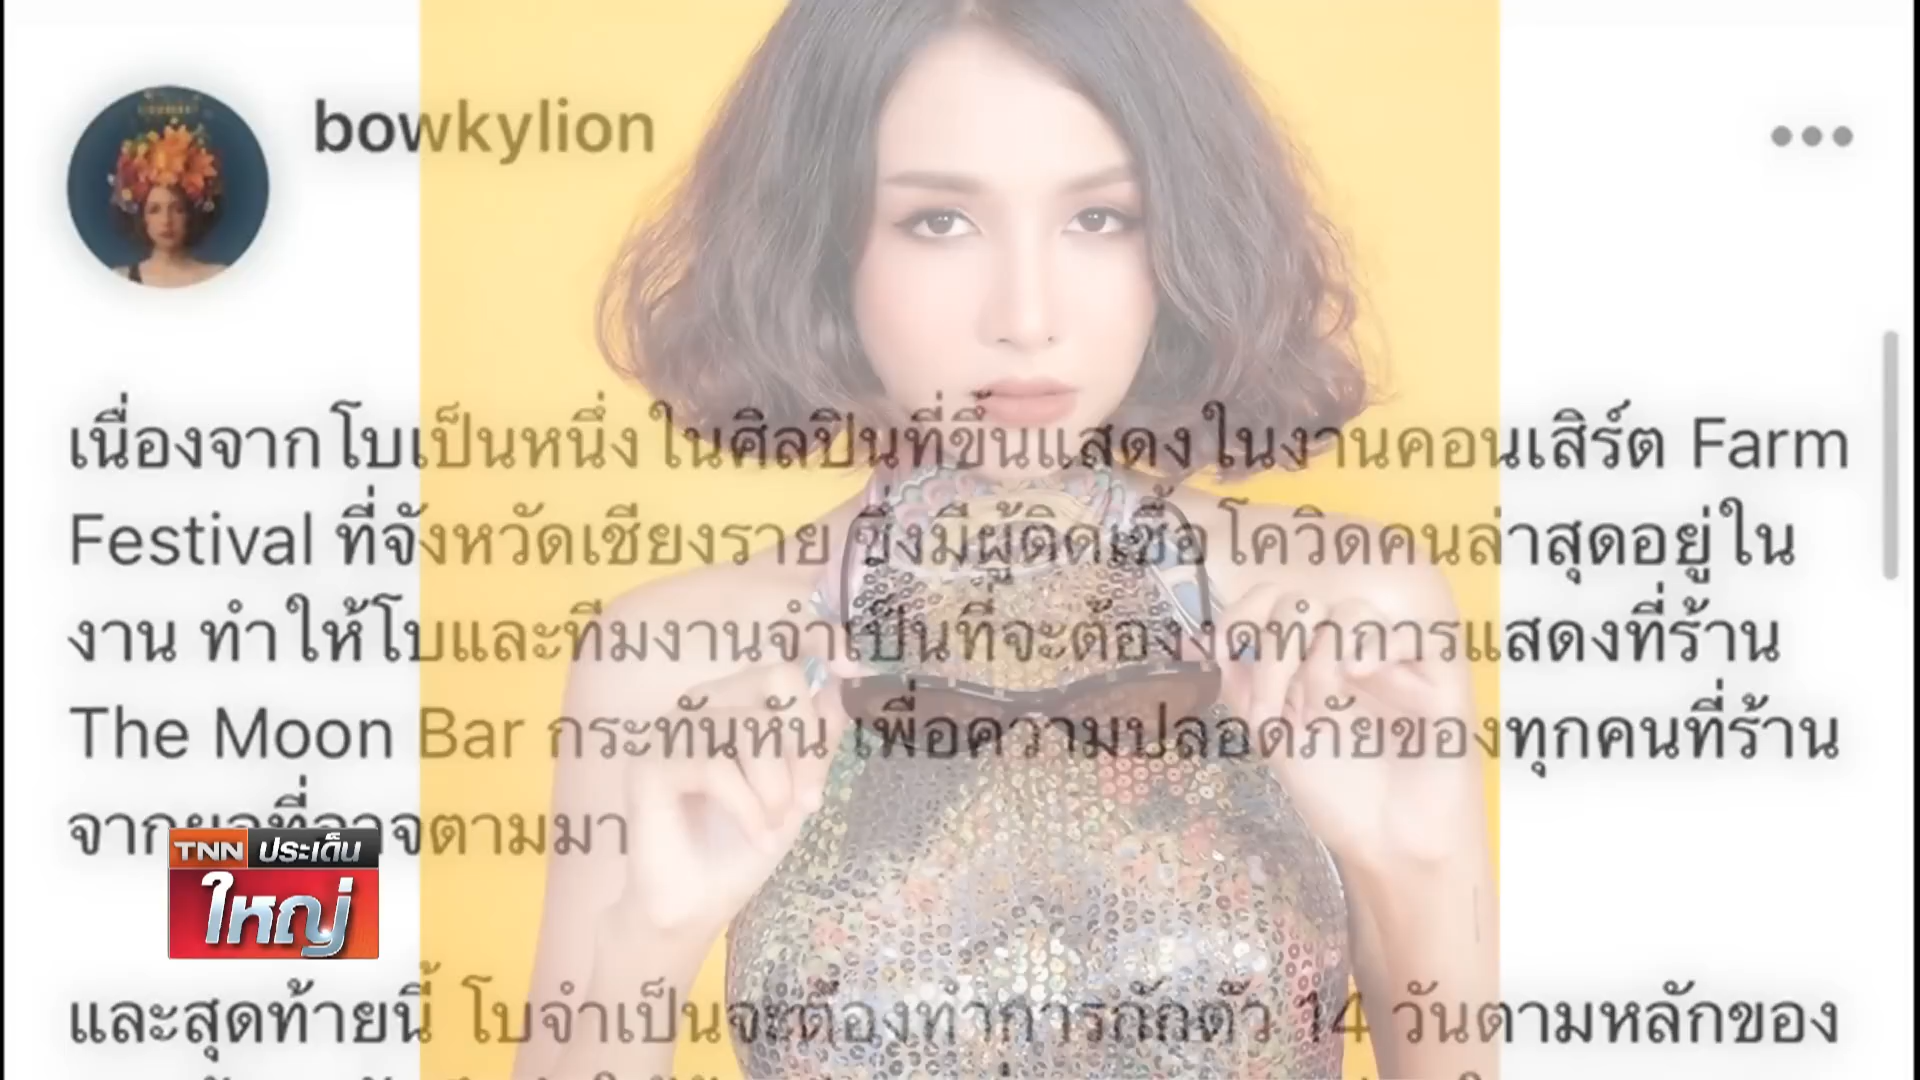 bowkylion
เนื่องจากโบเป็นหนึ่งในศิลปินที่ขึ้นแสดงในงานคอนเสิร์ต Farm
Festival ที่จังหวัดเชียงราย ซึ่งมีผู้ติดเชื้อโควิดคนล่าสุดอยู่ใน
งาน ทำให้โบและทีมงานจำเป็นที่จะต้องงดทำการแสดงที่ร้าน
The Moon Bar กระทันหัน เพื่อความปลอดภัยของทุกคนที่ร้าน
จากผลที่อาจตามมา
TNN ประเด็น
ใหญ่
และสุดท้ายนี้ โบจำเป็นจะต้องทำการกักตัว 14 วันตามหลักของ